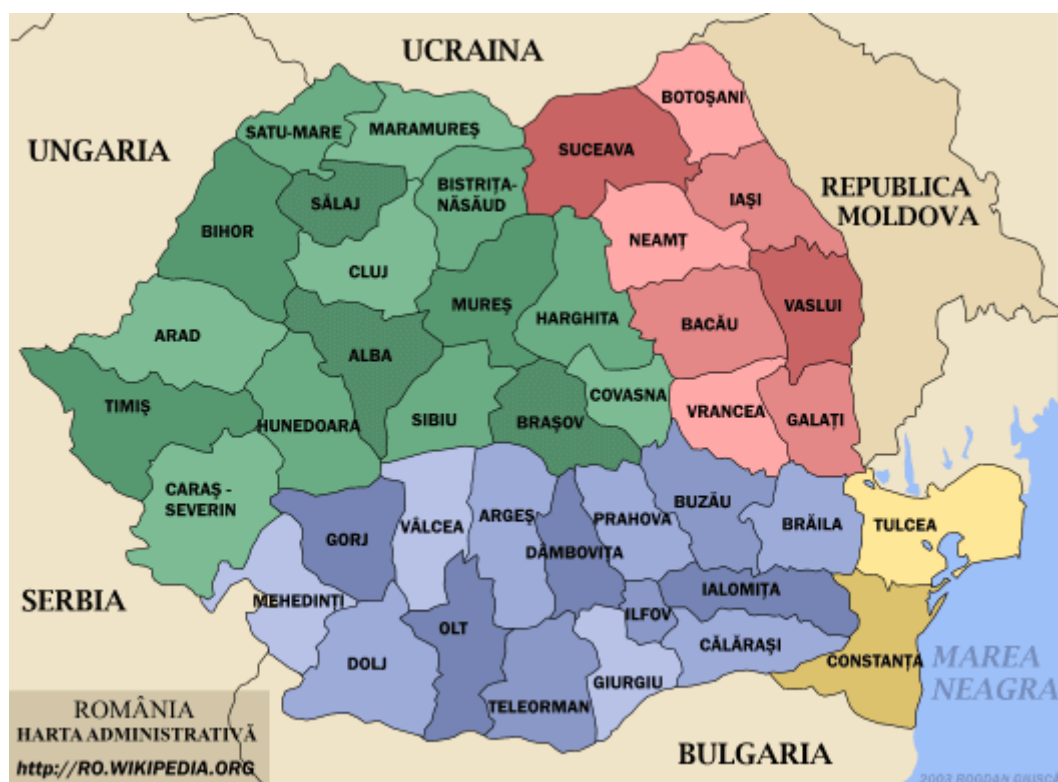 UCRAINA
BOTOȘANI
SATU-MARE
MARAMUREȘ
UNGARIA
SUCEAVA
BISTRIȚA-
NĂSĂUD
REPUBLICA
MOLDOVA
SĂLAJ
IAȘI
BIHOR
NEAMȚ
CLUJ
MUREȘ
VASLUI
HARGHITA
BACĂU
ARAD
ALBA
COVASNA
TIMIȘ
VRANCEA
GALAȚI
HUNEDOARA
SIBIU
BRAȘOV
CARAȘ -
SEVERIN
BUZĂU
ARGEȘ
PRAHOVA
VÂLCEA
BRĂILA
TULCEA
GORJ
DÂMBOVIȚA
IALOMIȚA
SERBIA
MEHEDINȚI
ILFOV
OLT
CĂLĂRAȘI
DOLJ
CONSTANȚA
MAREA
NEAGRA
GIURGIU
TELEORMAN
ROMÂNIA
HARTA ADMINISTRATIVĂ
http://RO.WIKIPEDIA.ORG
BULGARIA
2003 BOGDAN GIUSCA